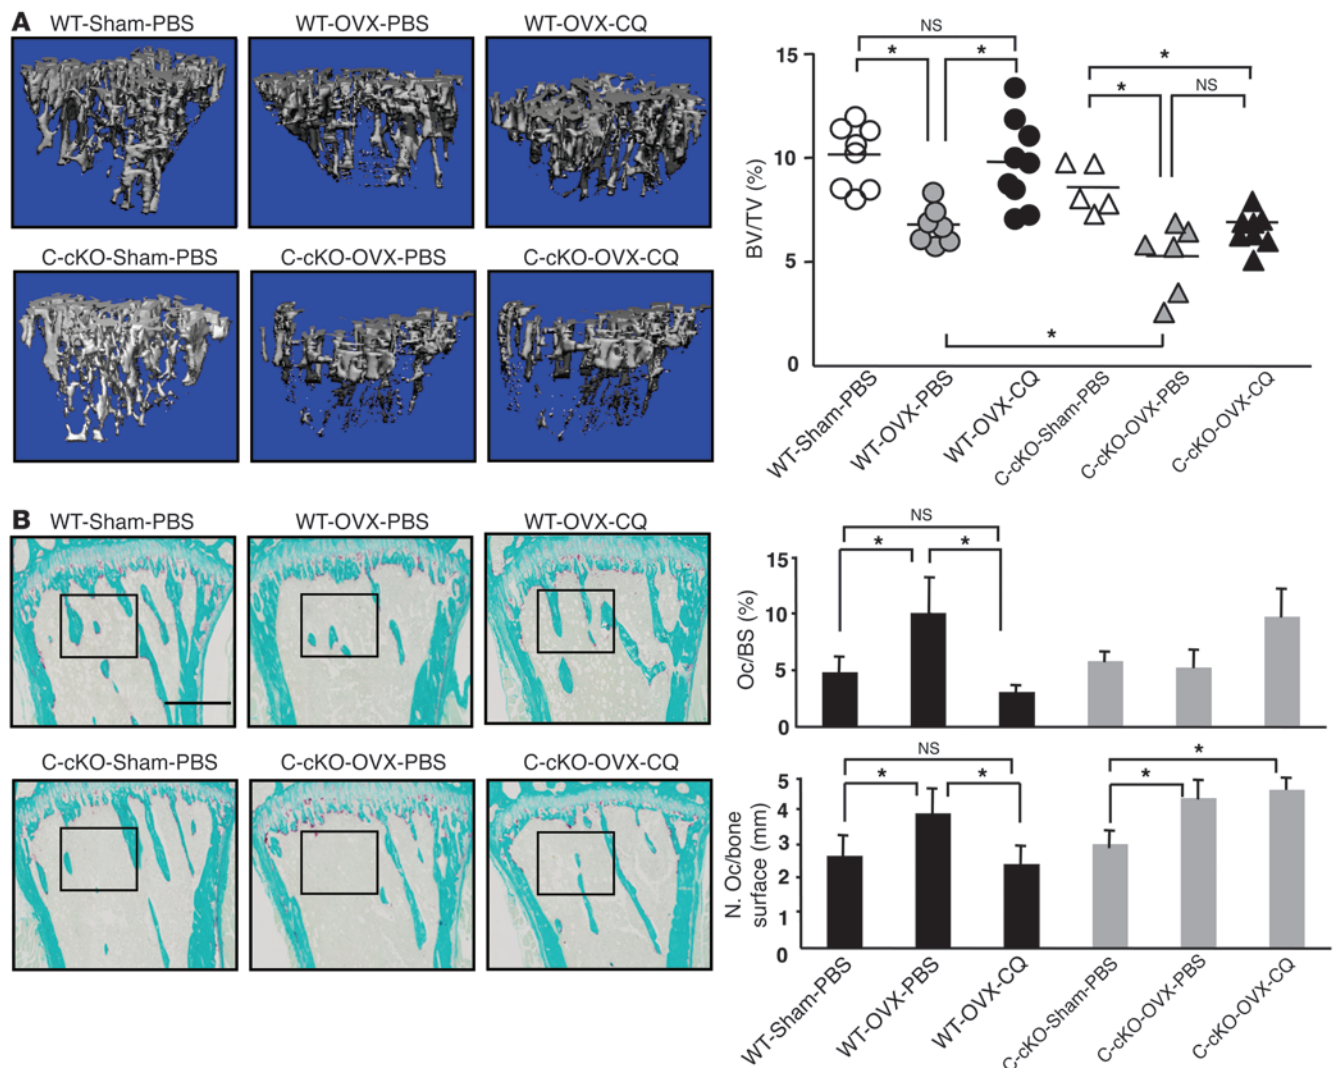 A
WT-Sham-PBS
WT-OVX-PBS
WT-OVX-CQ
C-cKO-Sham-PBS
C-cKO-OVX-PBS
C-cKO-OVX-CQ
BV/TV (%)
15
10
5
0
NS
*
*
*
*
NS
*
WT-Sham-PBS
WT-OVX-PBS
WT-OVX-CQ
C-cKO-Sham-PBS
C-cKO-OVX-PBS
C-cKO-OVX-CQ
B
WT-Sham-PBS
WT-OVX-PBS
WT-OVX-CQ
C-cKO-Sham-PBS
C-cKO-OVX-PBS
C-cKO-OVX-CQ
Oc/BS (%)
15
10
5
0
NS
*
*
N. Oc/bone
surface (mm)
5
4
3
2
1
0
NS
*
*
*
*
WT-Sham-PBS
WT-OVX-PBS
WT-OVX-CQ
C-cKO-Sham-PBS
C-cKO-OVX-PBS
C-cKO-OVX-CQ